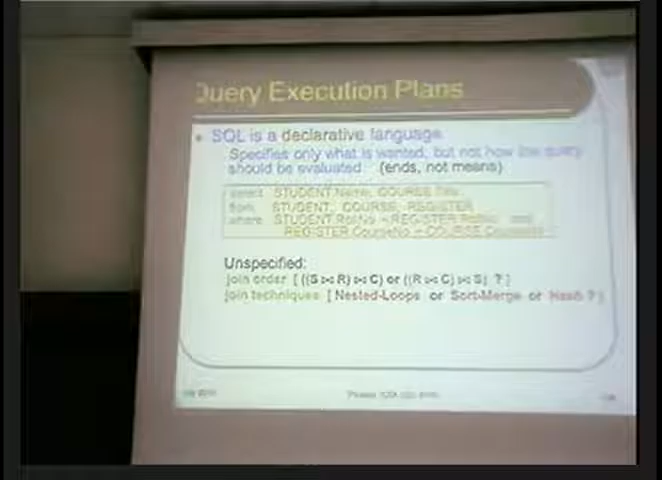 Query Execution Plans
SQL is a declarative language
Specifies only what is wanted, but not how the query
should be evaluated (ends, not means)
select STUDENT.Name, COURSE.Title
from STUDENT, COURSE, REGISTER
where STUDENT.RollNo = REGISTER.RollNo and
REGISTER.CourseNo = COURSE.CourseNo
Unspecified:
join order [ ((S ⋈ R) ⋈ C) or ((R ⋈ C) ⋈ S) ? ]
join techniques [ Nested-Loops or Sort-Merge or Hash ? ]